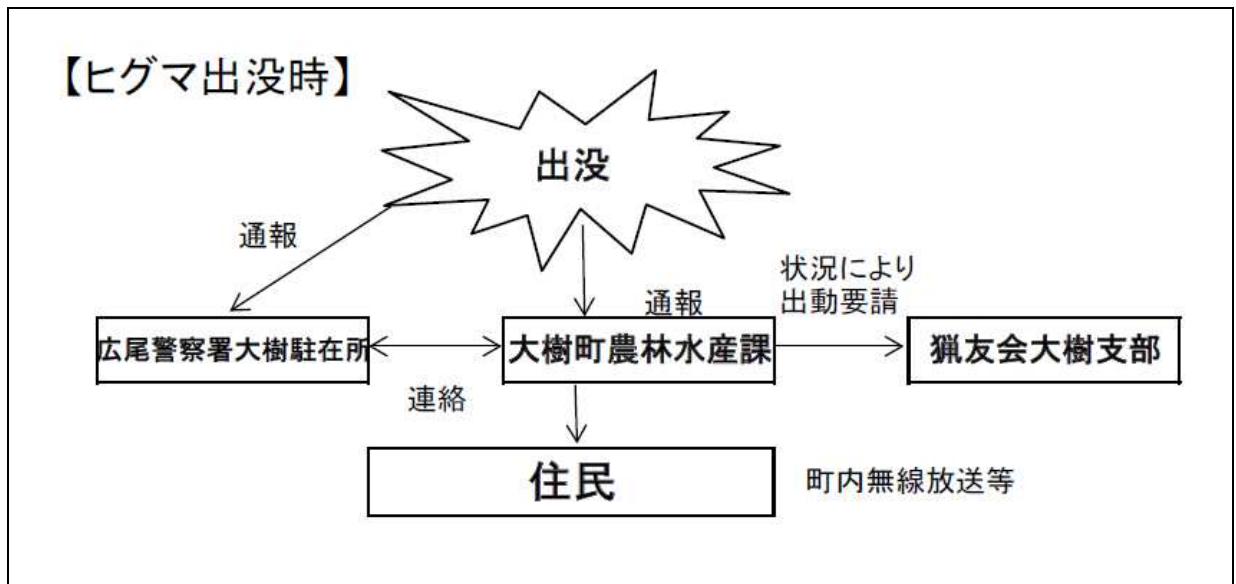 【ヒグマ出没時】
出没
通報
通報
状況により
出動要請
広尾警察署大樹駐在所
大樹町農林水産課
猟友会大樹支部
連絡
住民
町内無線放送等